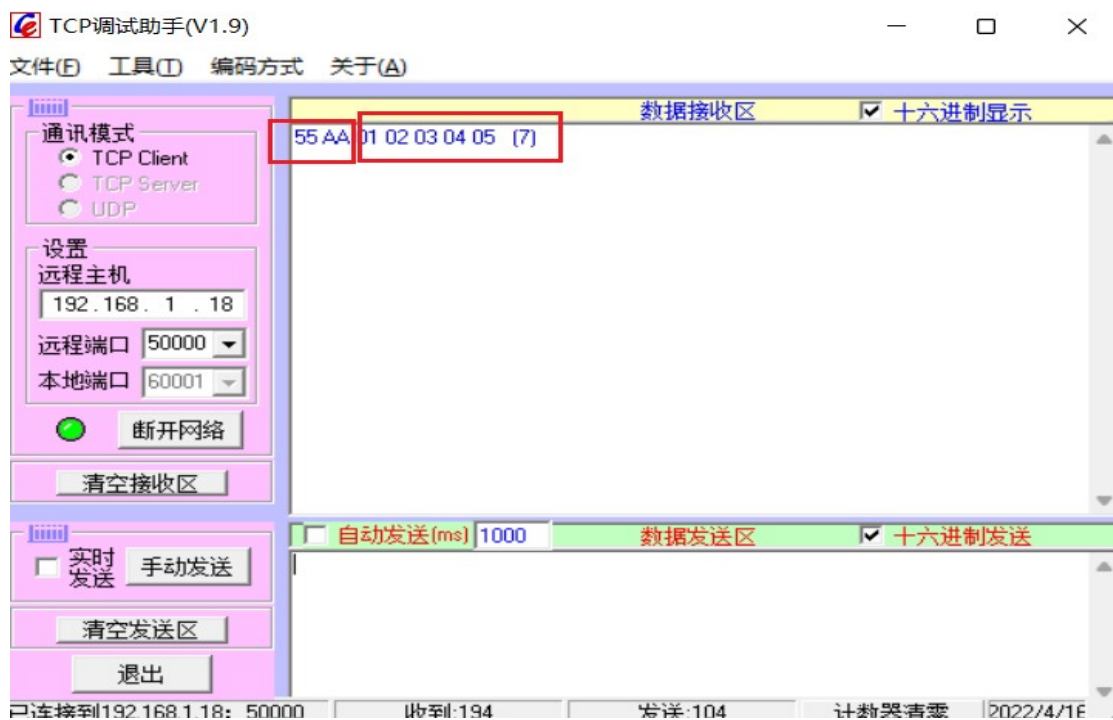 TCP调试助手(V1.9)
文件(F) 工具(T) 编码方式 关于(A)
通讯模式
TCP Client
TCP Server
UDP
设置
远程主机
192.168. 1 . 18
远程端口 50000
本地端口 60001
断开网络
清空接收区
数据接收区 十六进制显示
55 AA 01 02 03 04 05 (7)
实时发送
手动发送
清空发送区
退出
自动发送(ms) 1000 数据发送区 十六进制发送
已连接到192.168.1.18: 50000 收到:194 发送:104 计数器清零 2022/4/16